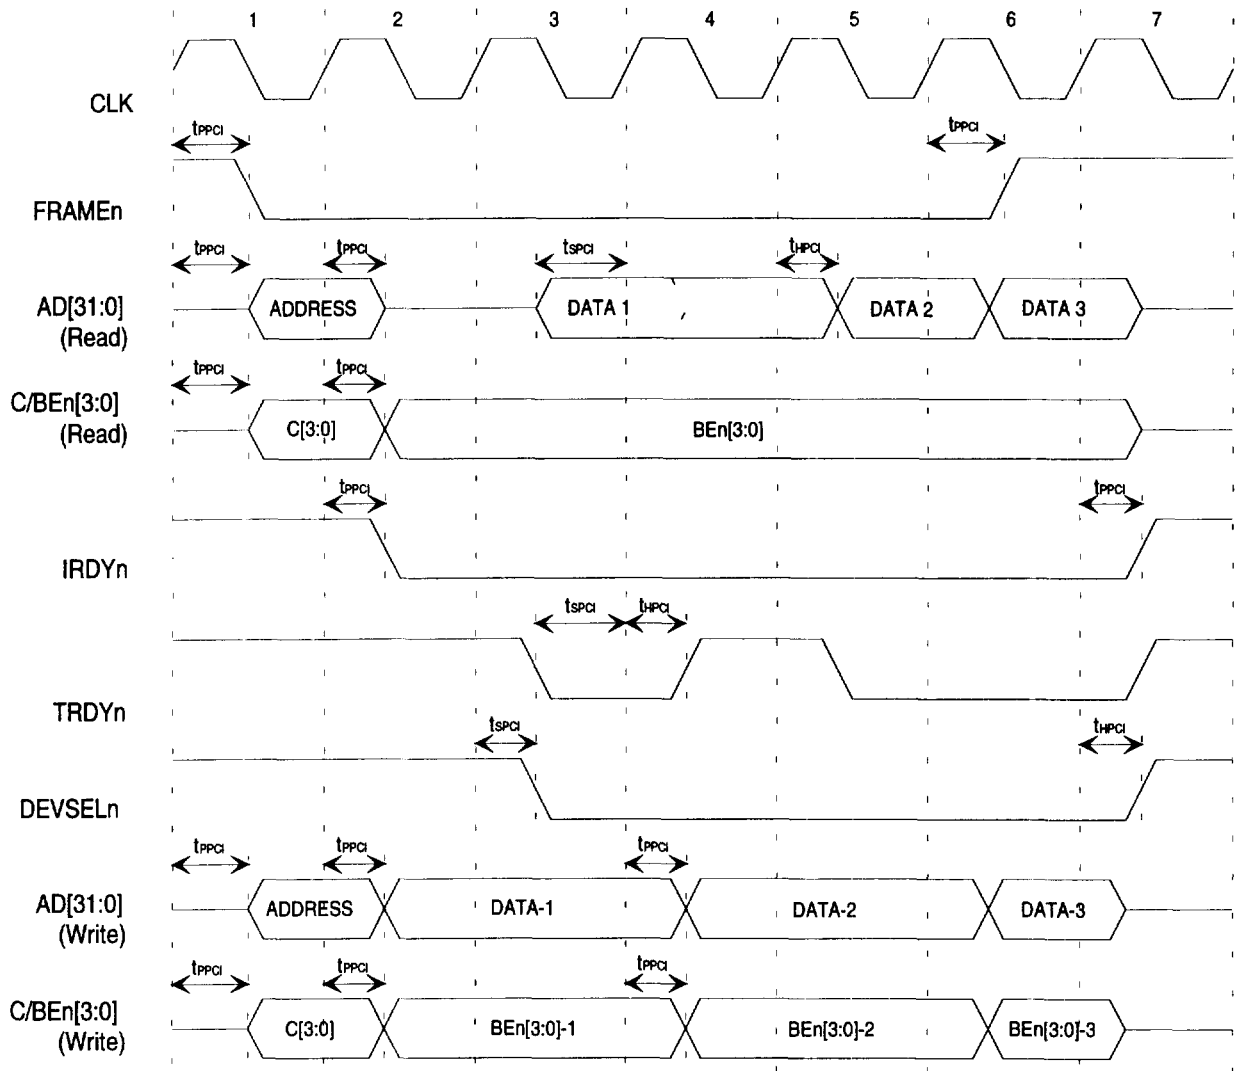 1 2 3 4 5 6 7
CLK
tPPCI tPPCI
FRAMEn
tPPCI tPPCI tSPCI tHPCI
AD[31:0] ADDRESS DATA 1 DATA 2 DATA 3
(Read)
tPPCI tPPCI
C/BEn[3:0] C[3:0] BEn[3:0]
(Read)
tPPCI tPPCI
IRDYn
tSPCI tHPCI
TRDYn
tSPCI tHPCI
DEVSELn
tPPCI tPPCI tPPCI
AD[31:0] ADDRESS DATA-1 DATA-2 DATA-3
(Write)
tPPCI tPPCI tPPCI
C/BEn[3:0] C[3:0] BEn[3:0]-1 BEn[3:0]-2 BEn[3:0]-3
(Write)